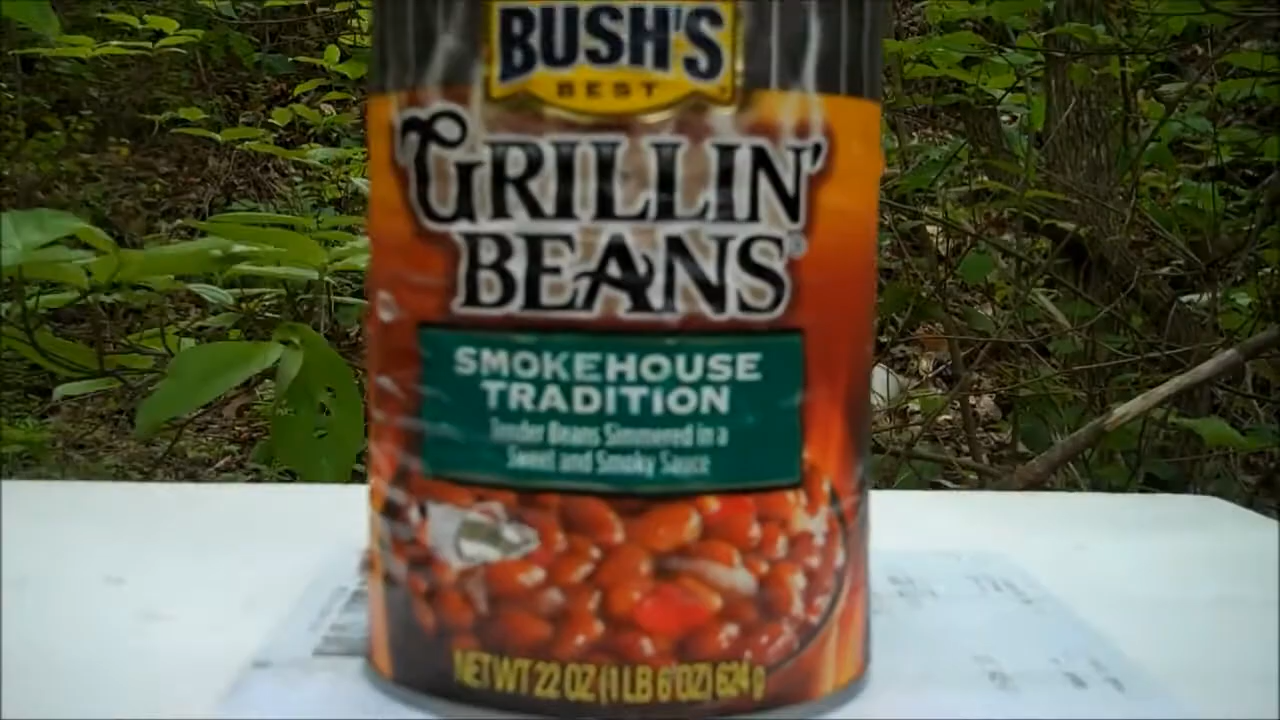 BUSH'S
BEST
GRILLIN'
BEANS®
SMOKEHOUSE
TRADITION
Tender Beans Simmered in a
Sweet and Smoky Sauce
NET WT 22 OZ (1 LB 6 OZ) 624g